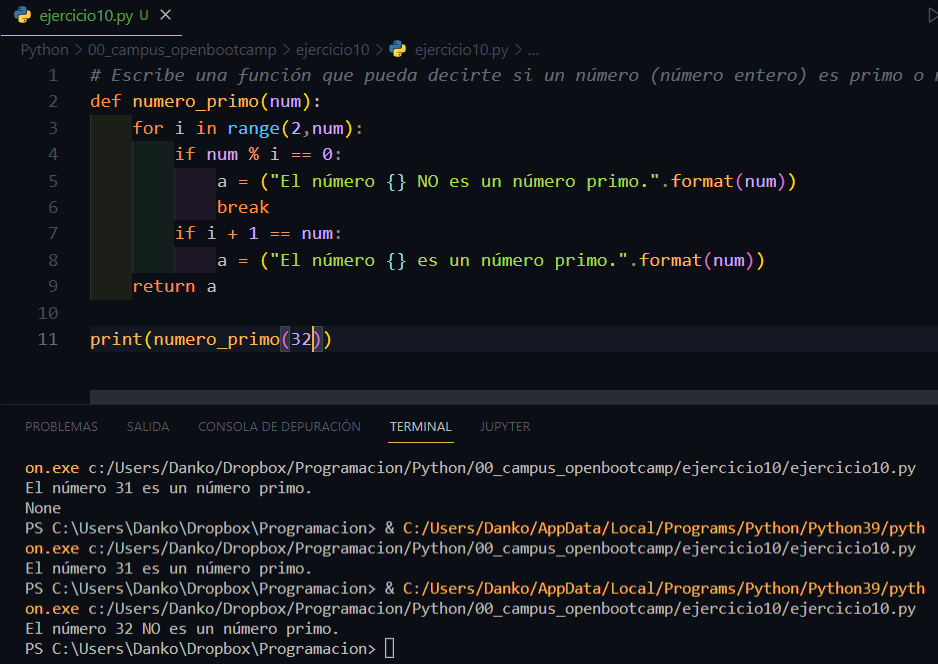 ejercicio10.py U ×
Python > 00_campus_openbootcamp > ejercicio10 > ejercicio10.py > ...
1 # Escribe una función que pueda decirte si un número (número entero) es primo o
2 def numero_primo(num):
3 for i in range(2,num):
4 if num % i == 0:
5 a = ("El número {} NO es un número primo.".format(num))
6 break
7 if i + 1 == num:
8 a = ("El número {} es un número primo.".format(num))
9 return a
10
11 print(numero_primo(32))
PROBLEMAS SALIDA CONSOLA DE DEPURACIÓN TERMINAL JUPYTER
on.exe c:/Users/Danko/Dropbox/Programacion/Python/00_campus_openbootcamp/ejercicio10/ejercicio10.py
El número 31 es un número primo.
None
PS C:\Users\Danko\Dropbox\Programacion> & C:/Users/Danko/AppData/Local/Programs/Python/Python39/pyth
on.exe c:/Users/Danko/Dropbox/Programacion/Python/00_campus_openbootcamp/ejercicio10/ejercicio10.py
El número 31 es un número primo.
PS C:\Users\Danko\Dropbox\Programacion> & C:/Users/Danko/AppData/Local/Programs/Python/Python39/pyth
on.exe c:/Users/Danko/Dropbox/Programacion/Python/00_campus_openbootcamp/ejercicio10/ejercicio10.py
El número 32 NO es un número primo.
PS C:\Users\Danko\Dropbox\Programacion>